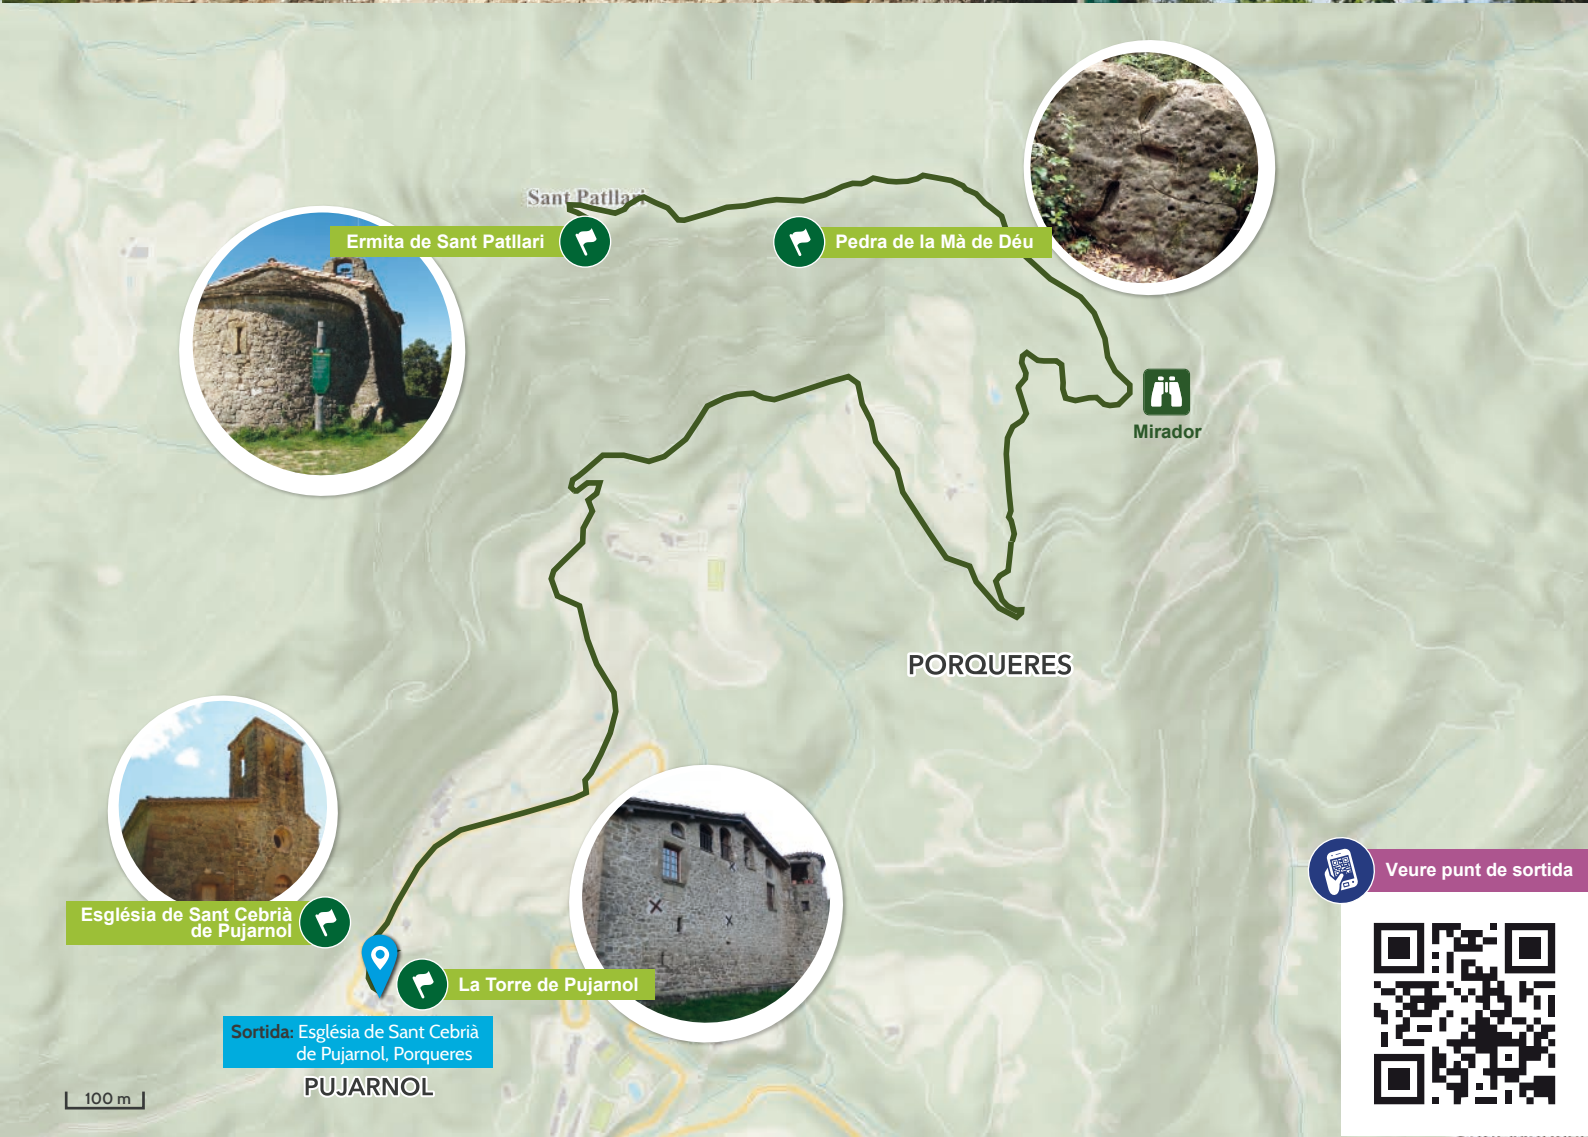 Sant Patllari
Ermita de Sant Patllari
Pedra de la Mà de Déu
Mirador
PORQUERES
Església de Sant Cebrià
de Pujarnol
La Torre de Pujarnol
Sortida: Església de Sant Cebrià
de Pujarnol, Porqueres
PUJARNOL
100 m
Veure punt de sortida